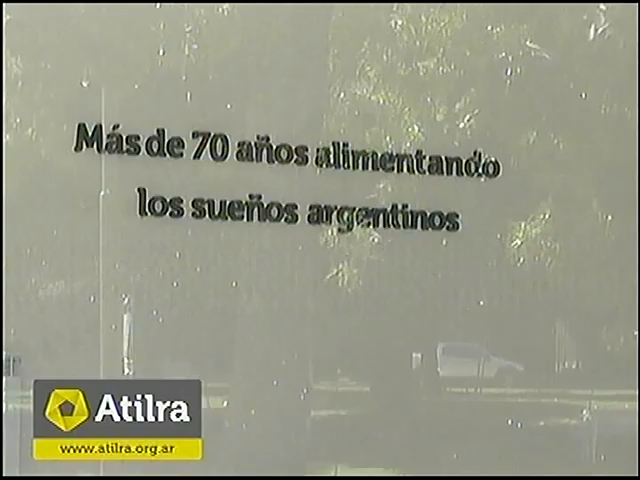 Más de 70 años alimentando
los sueños argentinos
Atilra
www.atilra.org.ar